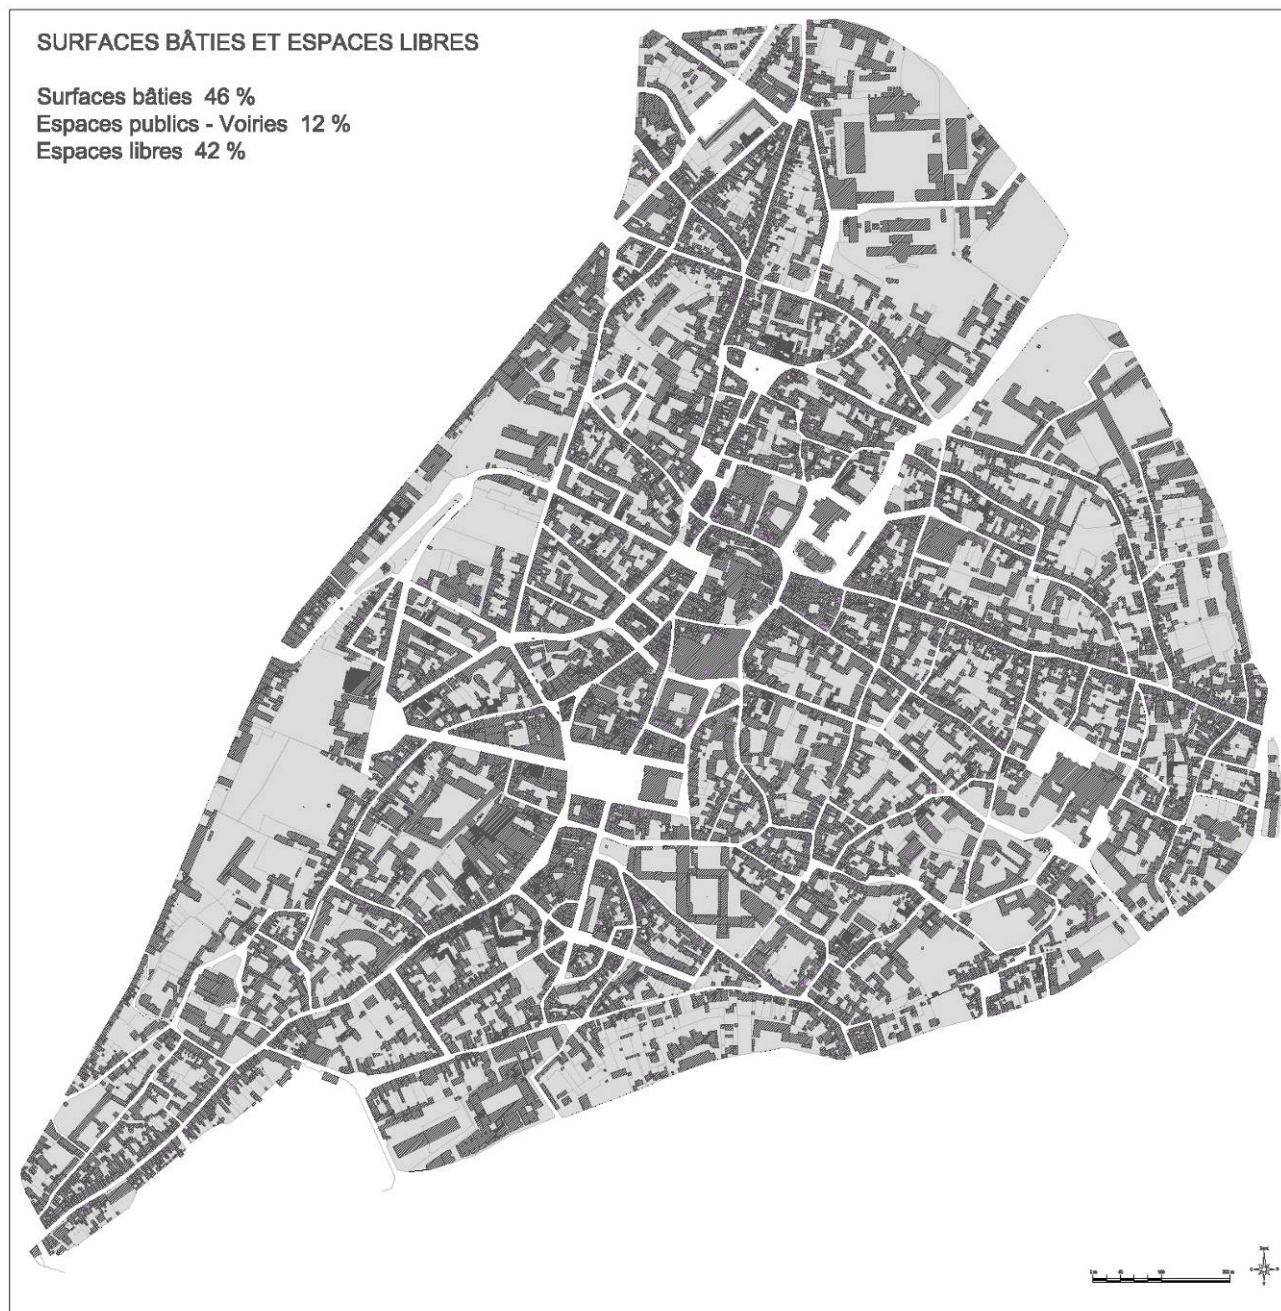 SURFACES BÂTIES ET ESPACES LIBRES
Surfaces bâties 46 %
Espaces publics - Voiries 12 %
Espaces libres 42 %